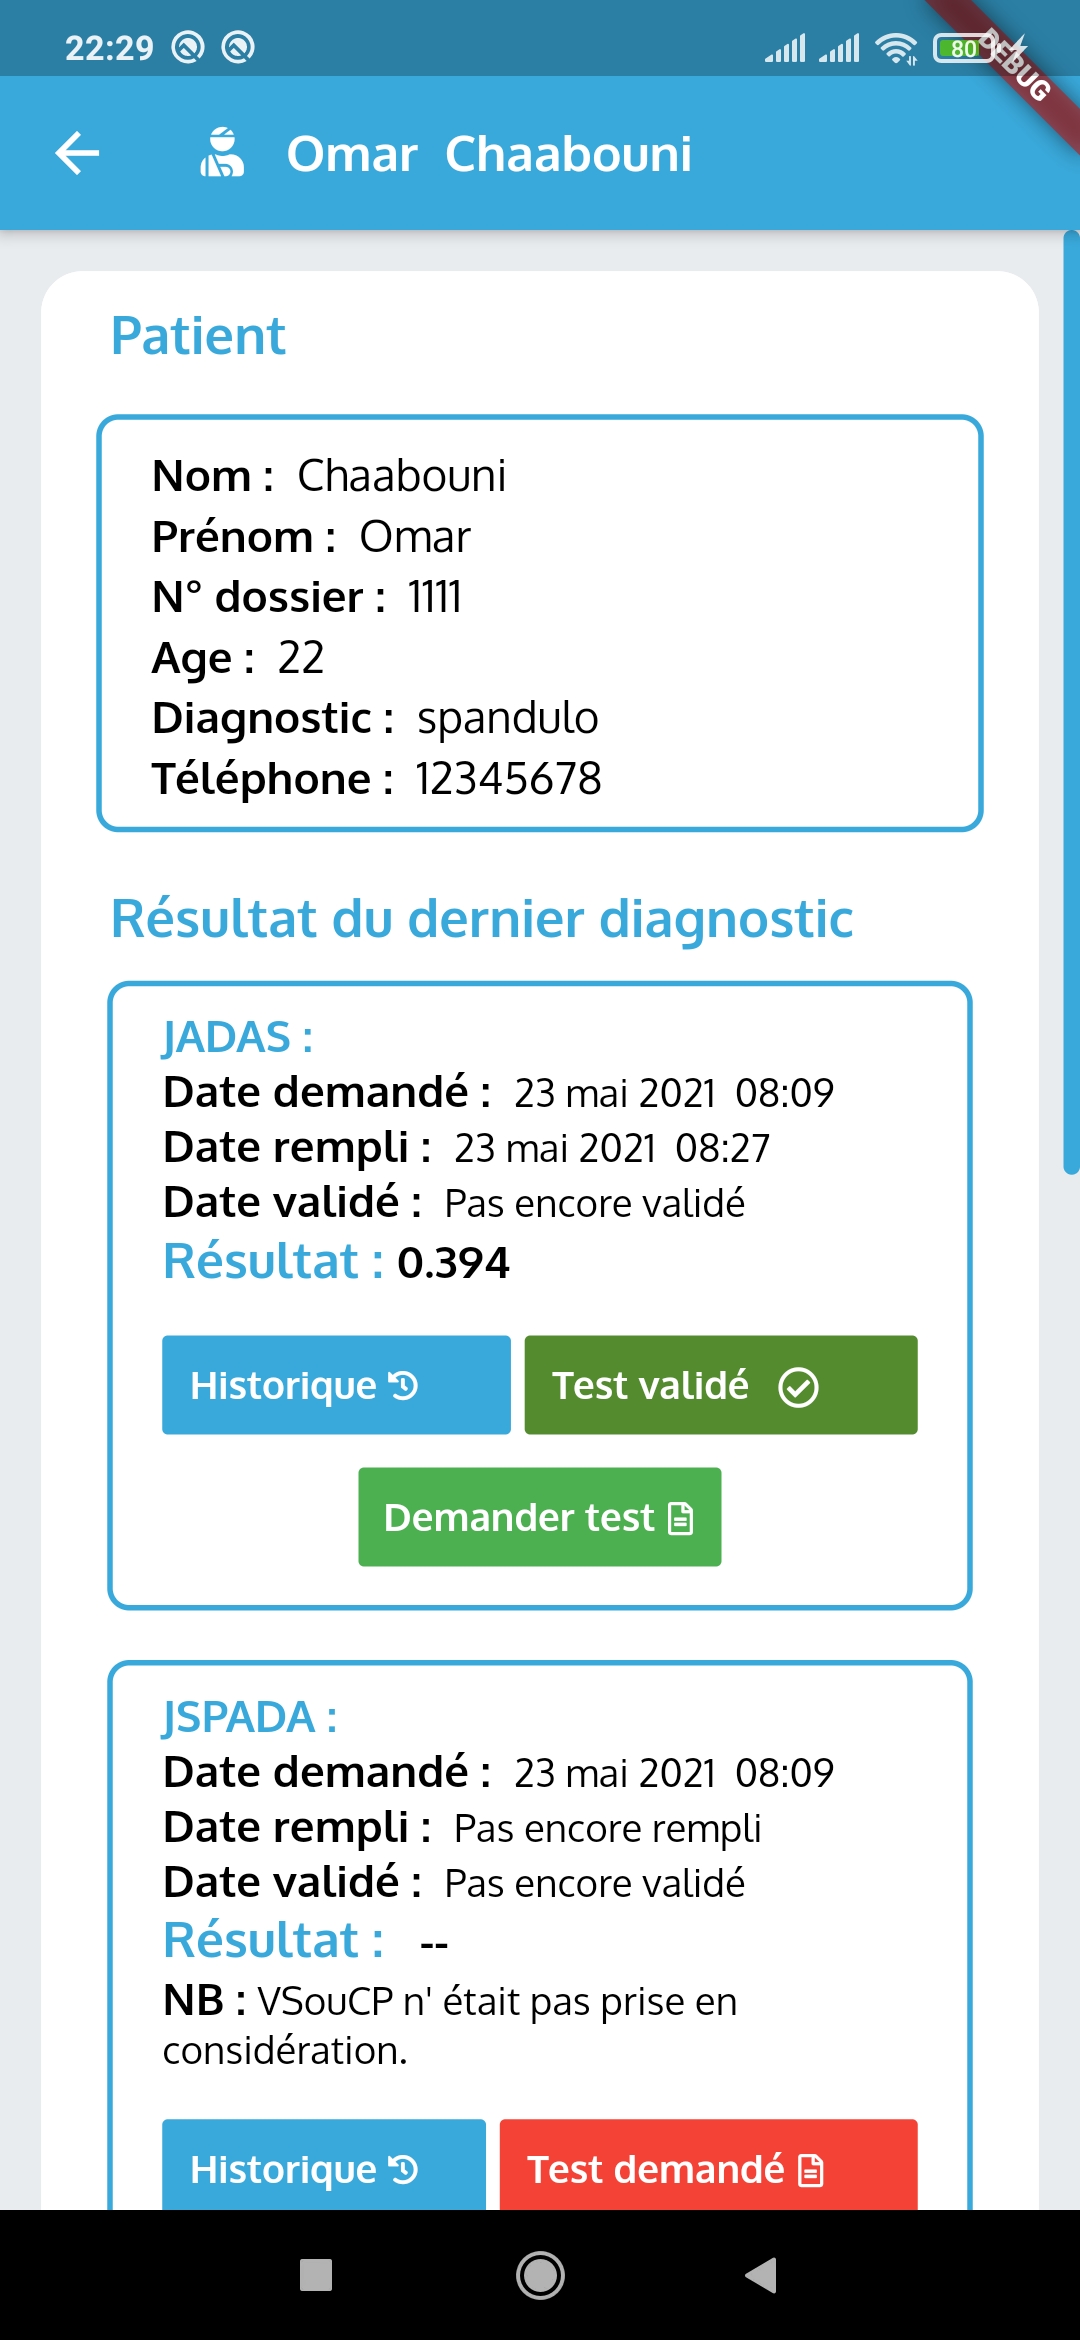 22:29
80
DEBUG
Omar  Chaabouni
Patient
Nom :  Chaabouni
Prénom :  Omar
N° dossier :  1111
Age :  22
Diagnostic :  spandulo
Téléphone :  12345678
Résultat du dernier diagnostic
JADAS :
Date demandé :  23 mai 2021  08:09
Date rempli :  23 mai 2021  08:27
Date validé :  Pas encore validé
Résultat : 0.394
Historique
Test validé
Demander test
JSPADA :
Date demandé :  23 mai 2021  08:09
Date rempli :  Pas encore rempli
Date validé :  Pas encore validé
Résultat :  --
NB : VSouCP n' était pas prise en
considération.
Historique
Test demandé